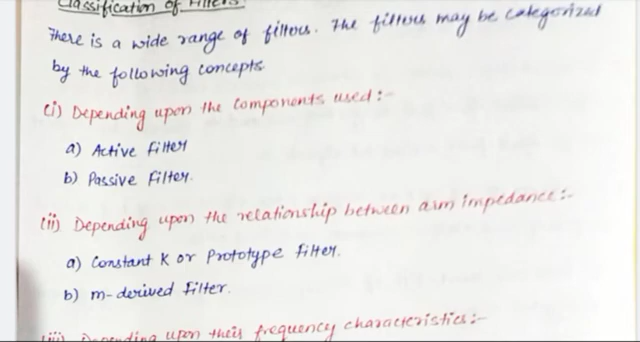 Classification of Filters
There is a wide range of filters. The filters may be categorized
by the following concepts
(i) Depending upon the components used :-
a) Active filter
b) Passive filter.
(ii) Depending upon the relationship between arm impedance :-
a) Constant K or Prototype filter.
b) m-derived filter.
(iii) Depending upon their frequency characteristics :-